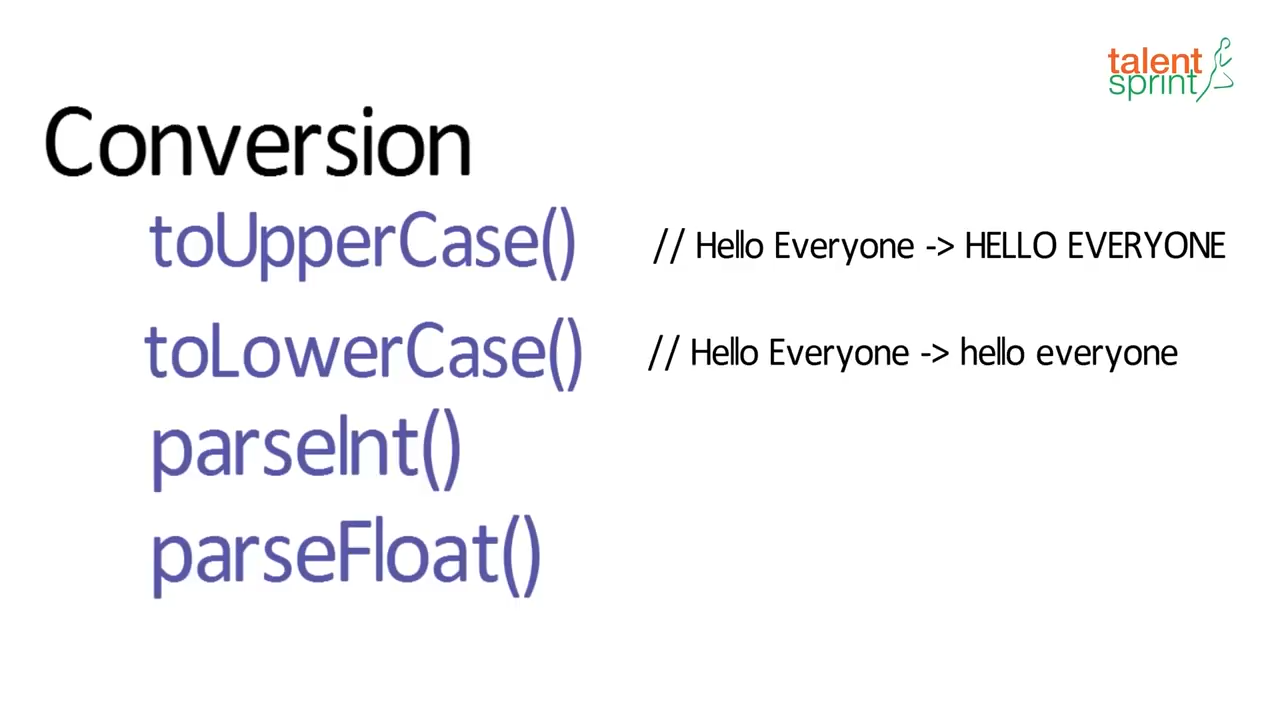 talent
sprint
Conversion
toUpperCase() // Hello Everyone -> HELLO EVERYONE
toLowerCase() // Hello Everyone -> hello everyone
parseInt()
parseFloat()